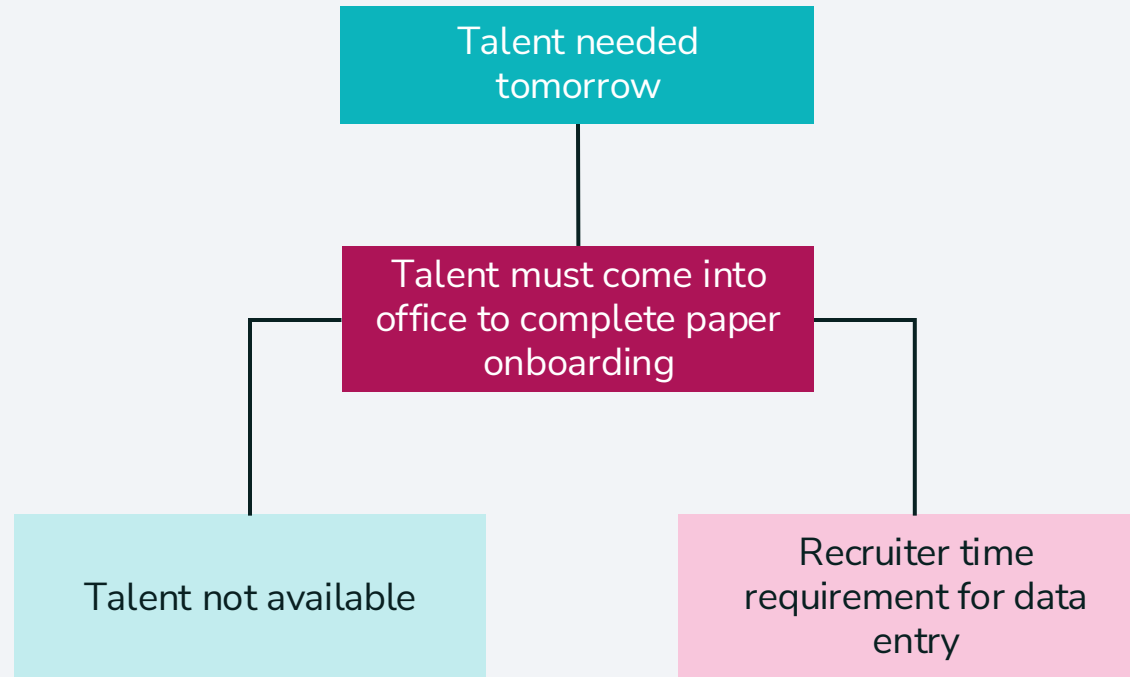 Talent needed
tomorrow
Talent must come into
office to complete paper
onboarding
Talent not available
Recruiter time
requirement for data
entry